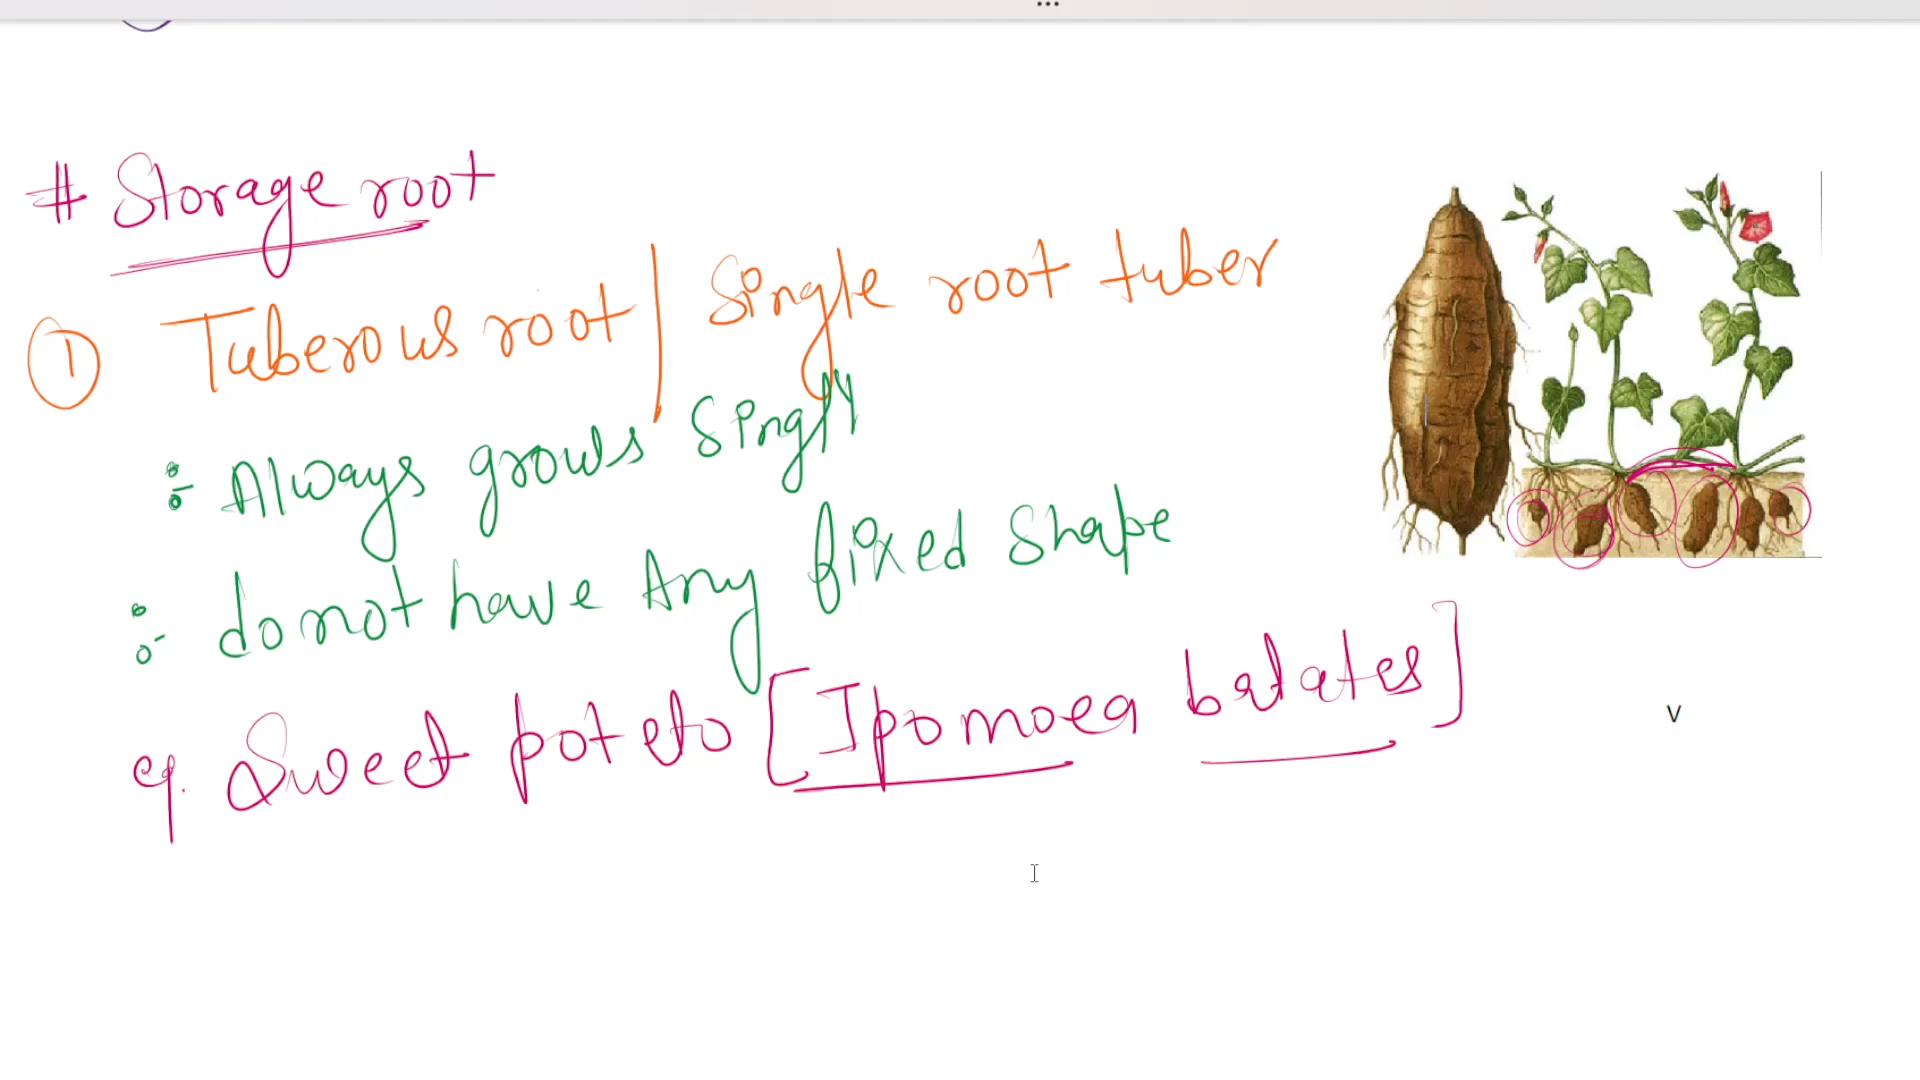 # Storage root
① Tuberous root / Single root tuber
Always grows singly
do not have Any fixed shape
eg. Sweet poteto [Ipomoea batates]
V